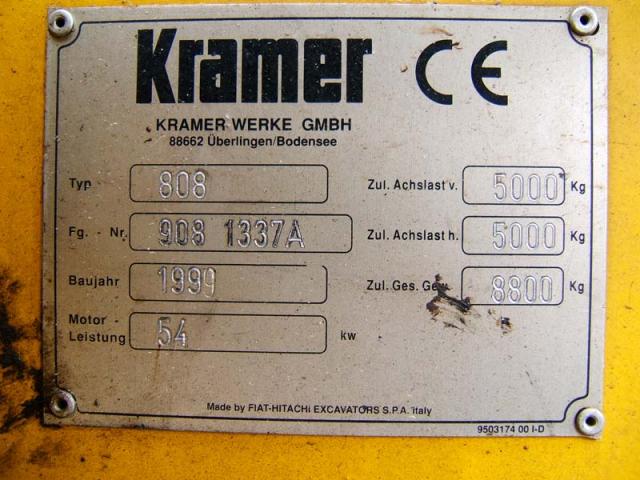 Kramer CE
KRAMER WERKE GMBH
88662 Überlingen/Bodensee
Typ 808 Zul. Achslast v. 5000 Kg
Fg. - Nr. 908 1337A Zul. Achslast h. 5000 Kg
Baujahr 1999 Zul. Ges. Gew. 8800 Kg
Motor -
Leistung 54 kw
Made by FIAT-HITACHI EXCAVATORS S.P.A. Italy
9503174 00 I-D